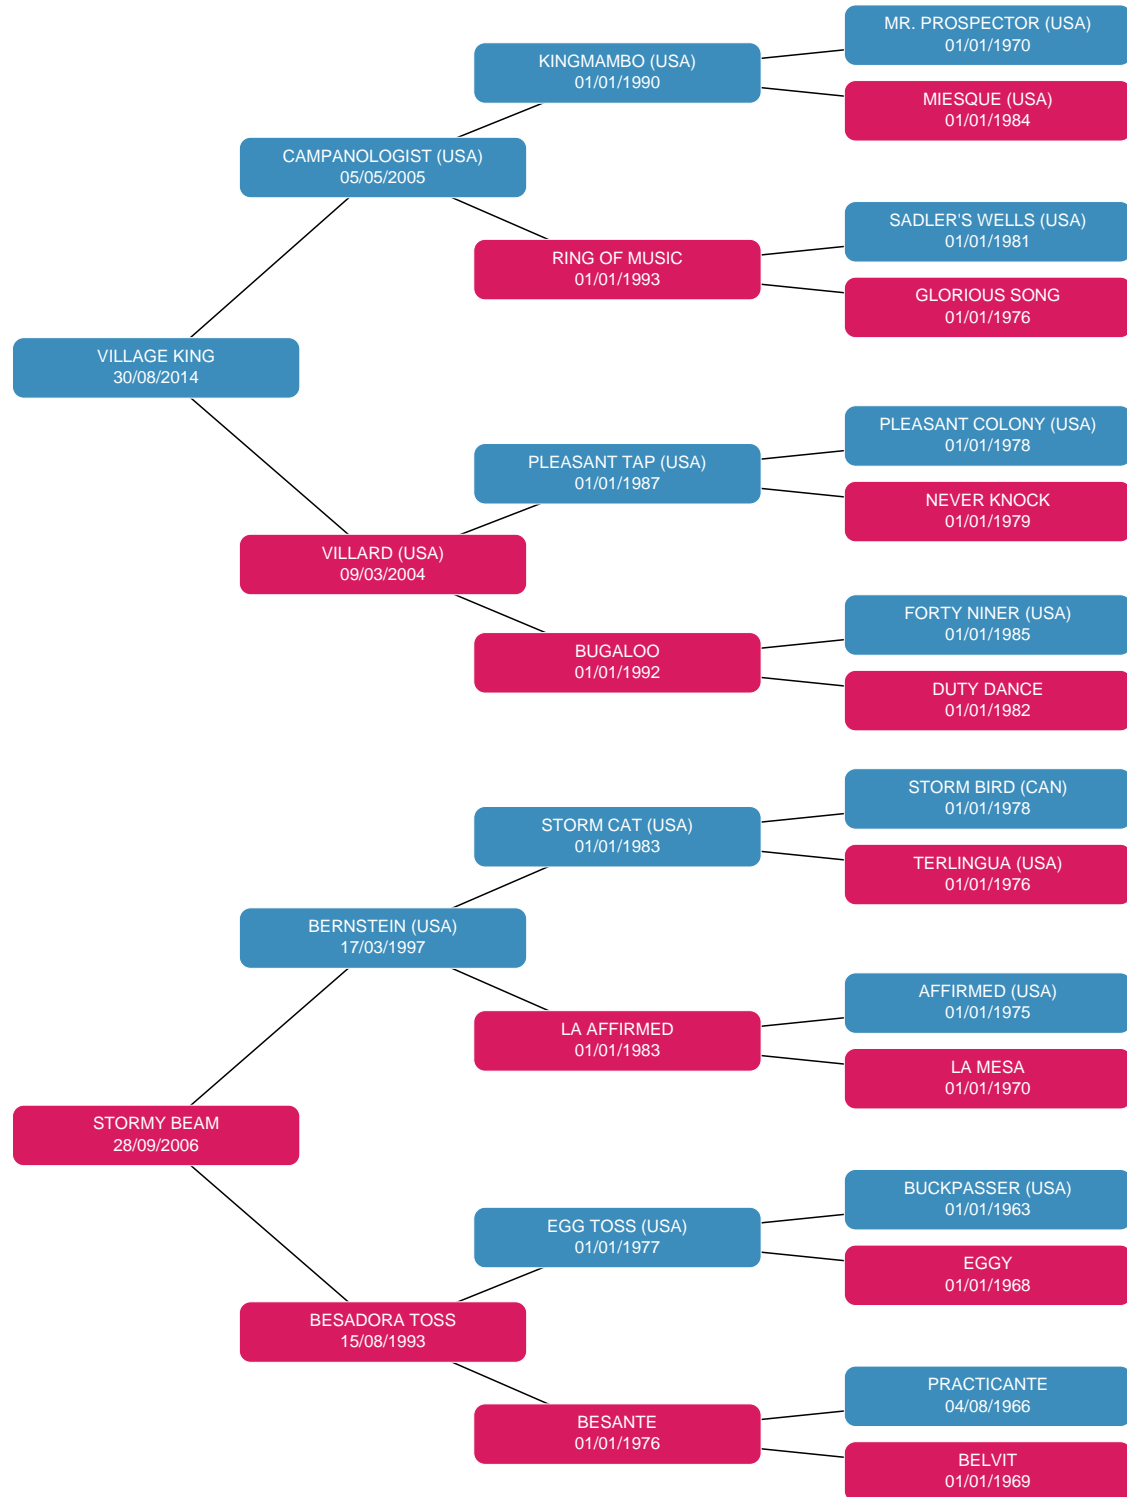 MR. PROSPECTOR (USA)
01/01/1970
KINGMAMBO (USA)
01/01/1990
MIESQUE (USA)
01/01/1984
CAMPANOLOGIST (USA)
05/05/2005
SADLER'S WELLS (USA)
01/01/1981
RING OF MUSIC
01/01/1993
GLORIOUS SONG
01/01/1976
VILLAGE KING
30/08/2014
PLEASANT COLONY (USA)
01/01/1978
PLEASANT TAP (USA)
01/01/1987
NEVER KNOCK
01/01/1979
VILLARD (USA)
09/03/2004
FORTY NINER (USA)
01/01/1985
BUGALOO
01/01/1992
DUTY DANCE
01/01/1982
STORM BIRD (CAN)
01/01/1978
STORM CAT (USA)
01/01/1983
TERLINGUA (USA)
01/01/1976
BERNSTEIN (USA)
17/03/1997
AFFIRMED (USA)
01/01/1975
LA AFFIRMED
01/01/1983
LA MESA
01/01/1970
STORMY BEAM
28/09/2006
BUCKPASSER (USA)
01/01/1963
EGG TOSS (USA)
01/01/1977
EGGY
01/01/1968
BESADORA TOSS
15/08/1993
PRACTICANTE
04/08/1966
BESANTE
01/01/1976
BELVIT
01/01/1969